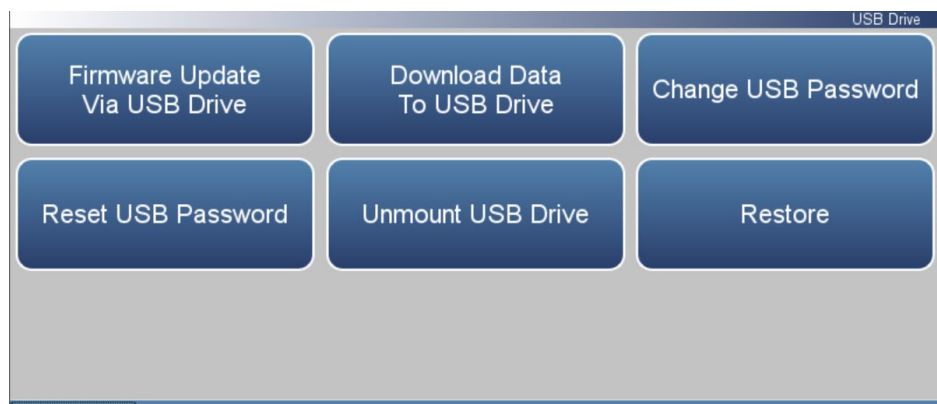 USB Drive
Firmware Update
Via USB Drive
Download Data
To USB Drive
Change USB Password
Reset USB Password
Unmount USB Drive
Restore